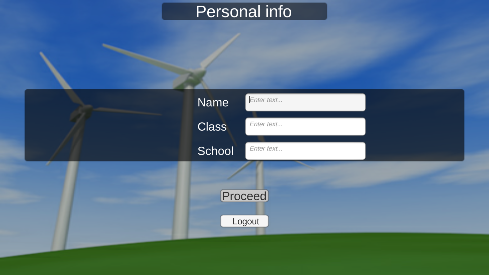 Personal info
Name Enter text...
Class Enter text...
School Enter text...
Proceed
Logout